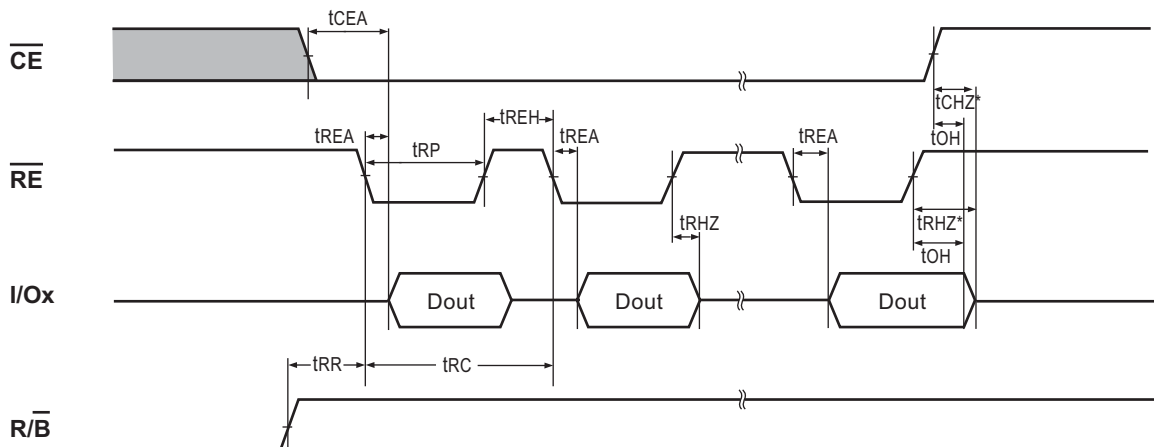 tCEA
CE
tCHZ*
tREH
tOH
tREA
tREA
tREA
tRP
RE
tRHZ
tRHZ*
tOH
I/Ox
Dout
Dout
Dout
tRR
tRC
R/B